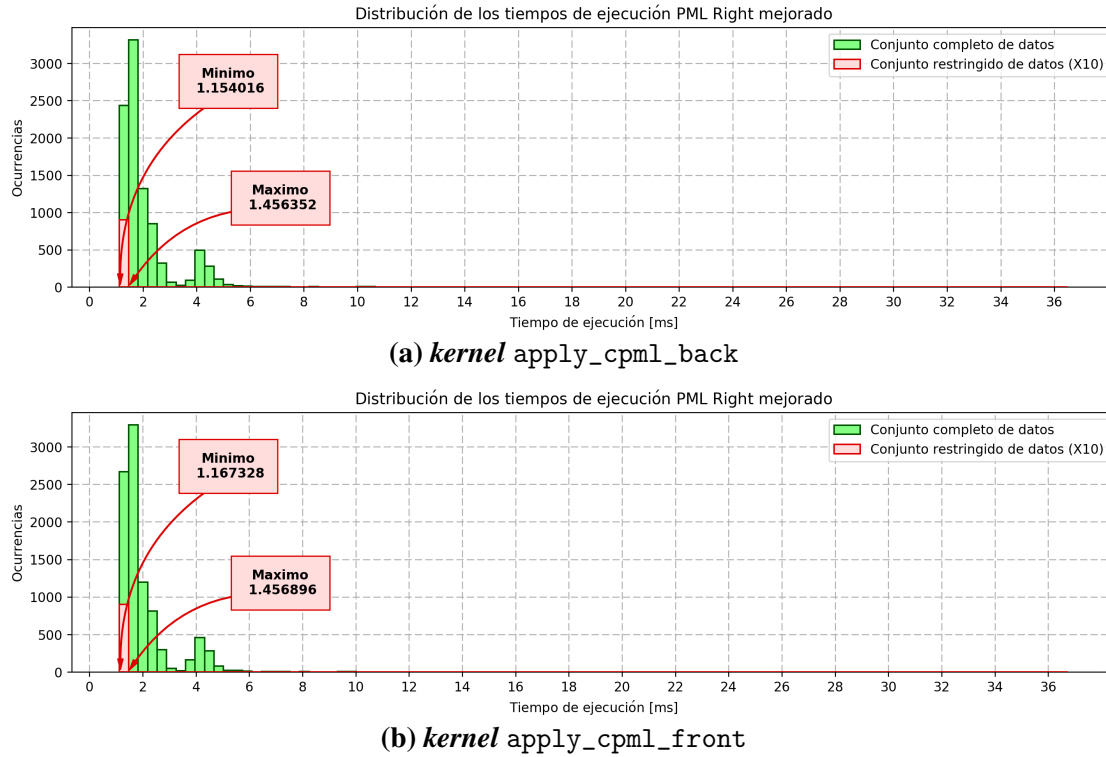 Distribución de los tiempos de ejecución PML Right mejorado
Conjunto completo de datos
Conjunto restringido de datos (X10)
Minimo
1.154016
Maximo
1.456352
Ocurrencias
3000
2500
2000
1500
1000
500
0
0 2 4 6 8 10 12 14 16 18 20 22 24 26 28 30 32 34 36
Tiempo de ejecución [ms]
(a) kernel apply_cpml_back
Distribución de los tiempos de ejecución PML Right mejorado
Conjunto completo de datos
Conjunto restringido de datos (X10)
Minimo
1.167328
Maximo
1.456896
Ocurrencias
3000
2500
2000
1500
1000
500
0
0 2 4 6 8 10 12 14 16 18 20 22 24 26 28 30 32 34 36
Tiempo de ejecución [ms]
(b) kernel apply_cpml_front